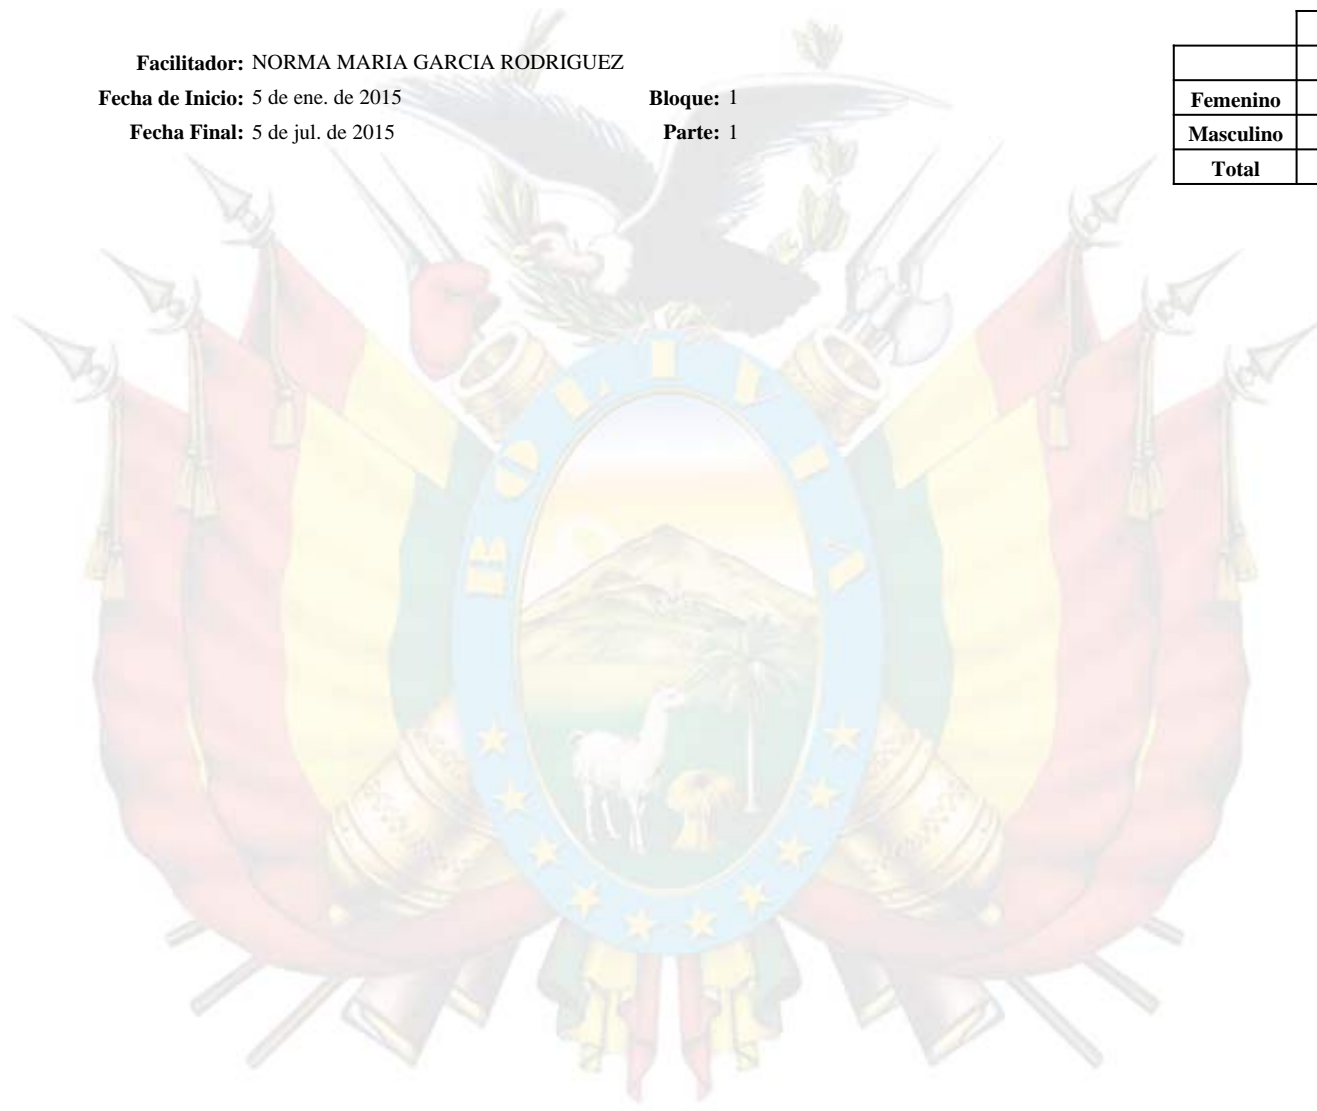 Facilitador: NORMA MARIA GARCIA RODRIGUEZ
Fecha de Inicio: 5 de ene. de 2015 Bloque: 1
Fecha Final: 5 de jul. de 2015 Parte: 1
Femenino
Masculino
Total
BOLIVIA